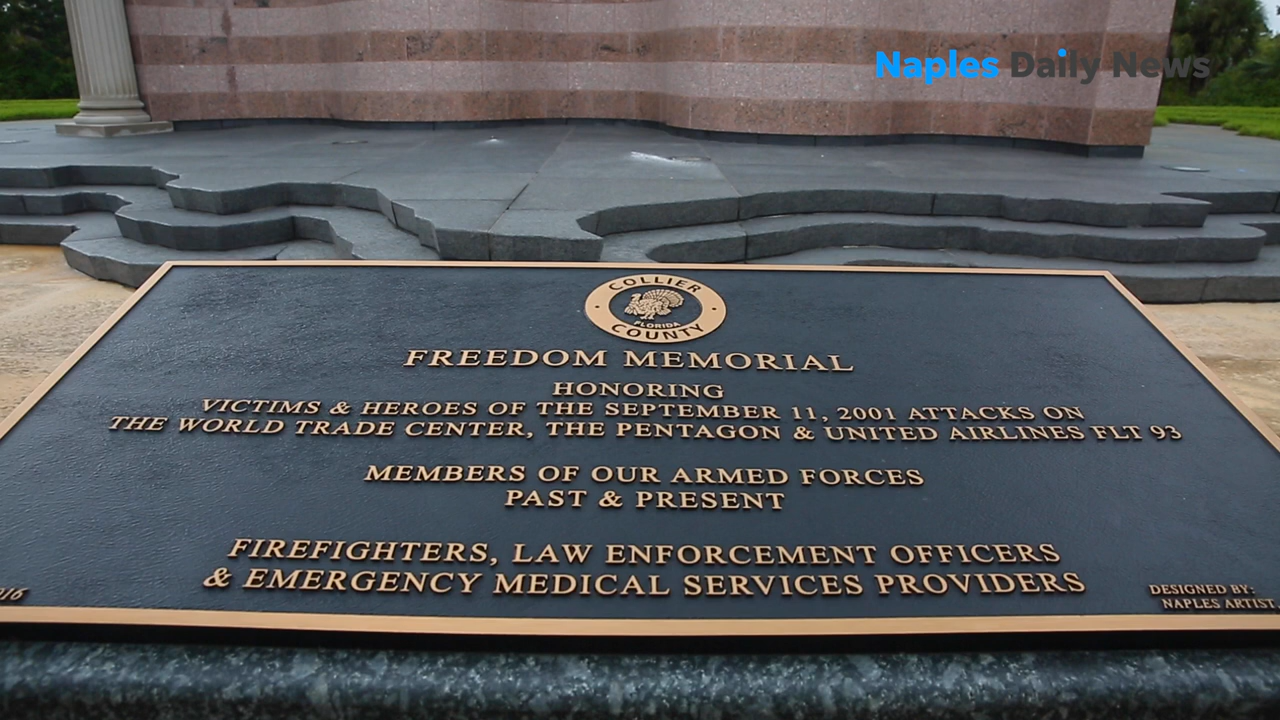 Naples Daily News
COLLIER
FLORIDA
COUNTY
FREEDOM MEMORIAL
HONORING
VICTIMS & HEROES OF THE SEPTEMBER 11, 2001 ATTACKS ON
THE WORLD TRADE CENTER, THE PENTAGON & UNITED AIRLINES FLT 93
MEMBERS OF OUR ARMED FORCES
PAST & PRESENT
FIREFIGHTERS, LAW ENFORCEMENT OFFICERS
& EMERGENCY MEDICAL SERVICES PROVIDERS
DESIGNED BY:
NAPLES ARTIST